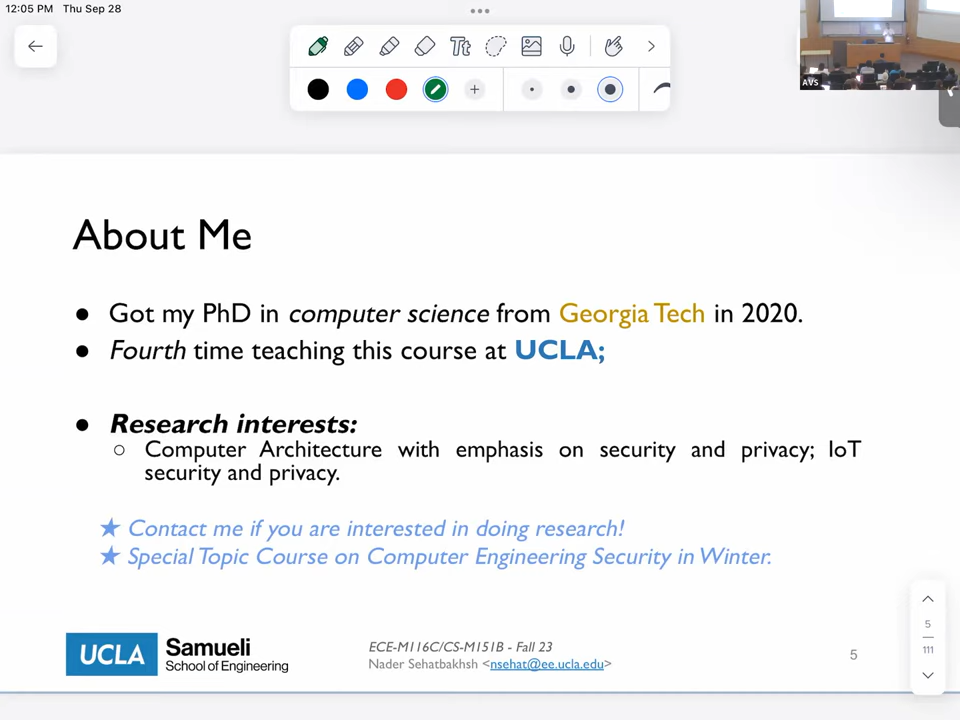 12:05 PM Thu Sep 28
Tt
AVS
About Me
● Got my PhD in computer science from Georgia Tech in 2020.
● Fourth time teaching this course at UCLA;
● Research interests:
○ Computer Architecture with emphasis on security and privacy; IoT
security and privacy.
★ Contact me if you are interested in doing research!
★ Special Topic Course on Computer Engineering Security in Winter.
UCLA Samueli
School of Engineering
ECE-M116C/CS-M151B - Fall 23
Nader Sehatbakhsh <nsehat@ee.ucla.edu>
5
5
111